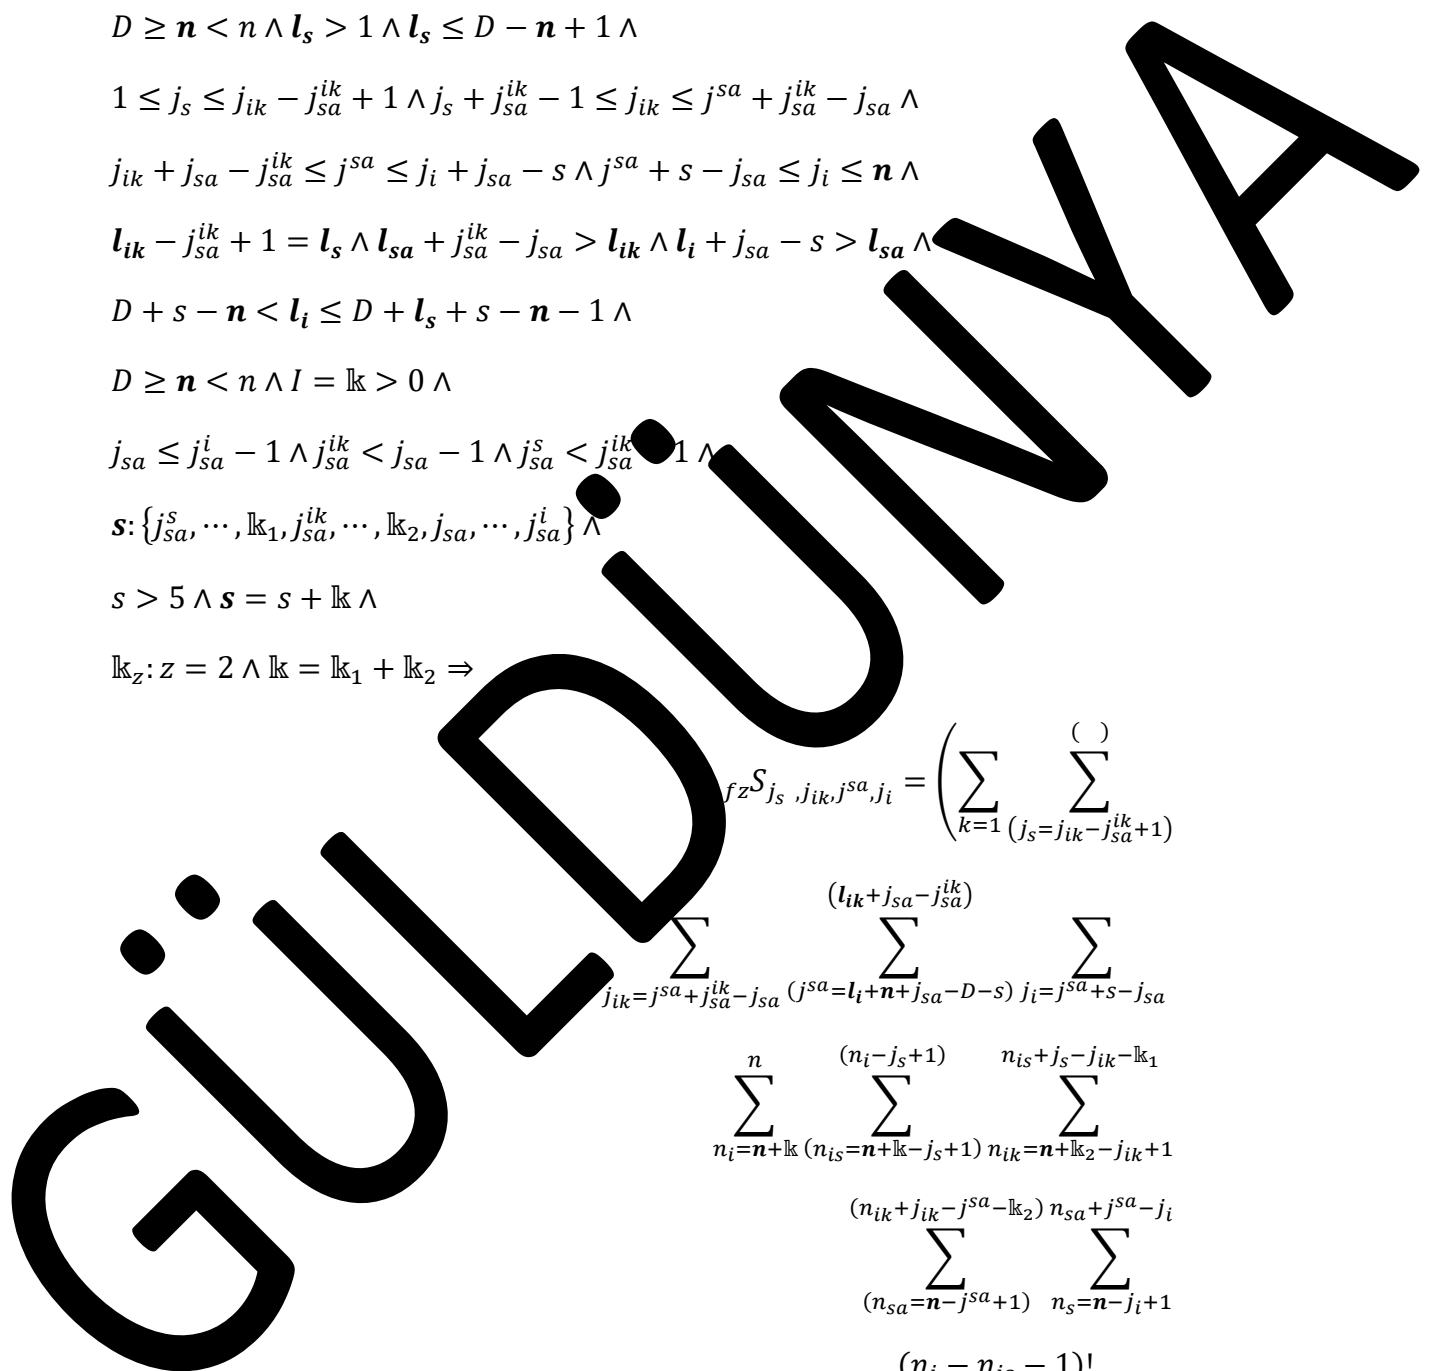 D ≥ n < n ∧ l_s > 1 ∧ l_s ≤ D − n + 1 ∧
1 ≤ j_s ≤ j_{ik} − j_{sa}^{ik} + 1 ∧ j_s + j_{sa}^{ik} − 1 ≤ j_{ik} ≤ j^{sa} + j_{sa}^{ik} − j_{sa} ∧
j_{ik} + j_{sa} − j_{sa}^{ik} ≤ j^{sa} ≤ j_i + j_{sa} − s ∧ j^{sa} + s − j_{sa} ≤ j_i ≤ n ∧
l_{ik} − j_{sa}^{ik} + 1 = l_s ∧ l_{sa} + j_{sa}^{ik} − j_{sa} > l_{ik} ∧ l_i + j_{sa} − s > l_{sa} ∧
D + s − n < l_i ≤ D + l_s + s − n − 1 ∧
D ≥ n < n ∧ I = 𝕜 > 0 ∧
j_{sa} ≤ j_{sa}^{i} − 1 ∧ j_{sa}^{ik} < j_{sa} − 1 ∧ j_{sa}^{s} < j_{sa}^{ik} 1 ∧
s: {j_{sa}^{s}, ⋯, 𝕜_1, j_{sa}^{ik}, ⋯, 𝕜_2, j_{sa}, ⋯, j_{sa}^{i}} ∧
s > 5 ∧ s = s + 𝕜 ∧
𝕜_z: z = 2 ∧ 𝕜 = 𝕜_1 + 𝕜_2 ⇒
_{fz}S_{j_s ,j_{ik},j^{sa},j_i} = ( ∑_{k=1} ∑_{(j_s=j_{ik}−j_{sa}^{ik}+1)}^{( )}
∑_{j_{ik}=j^{sa}+j_{sa}^{ik}−j_{sa}} ∑_{(j^{sa}=l_i+n+j_{sa}−D−s)}^{(l_{ik}+j_{sa}−j_{sa}^{ik})} ∑_{j_i=j^{sa}+s−j_{sa}}
∑_{n_i=n+𝕜}^{n} ∑_{(n_{is}=n+𝕜−j_s+1)}^{(n_i−j_s+1)} ∑_{n_{ik}=n+𝕜_2−j_{ik}+1}^{n_{is}+j_s−j_{ik}−𝕜_1}
∑_{(n_{sa}=n−j^{sa}+1)}^{(n_{ik}+j_{ik}−j^{sa}−𝕜_2)} ∑_{n_s=n−j_i+1}^{n_{sa}+j^{sa}−j_i}
(n_i − n_{is} − 1)!
GÜLDÜNYA